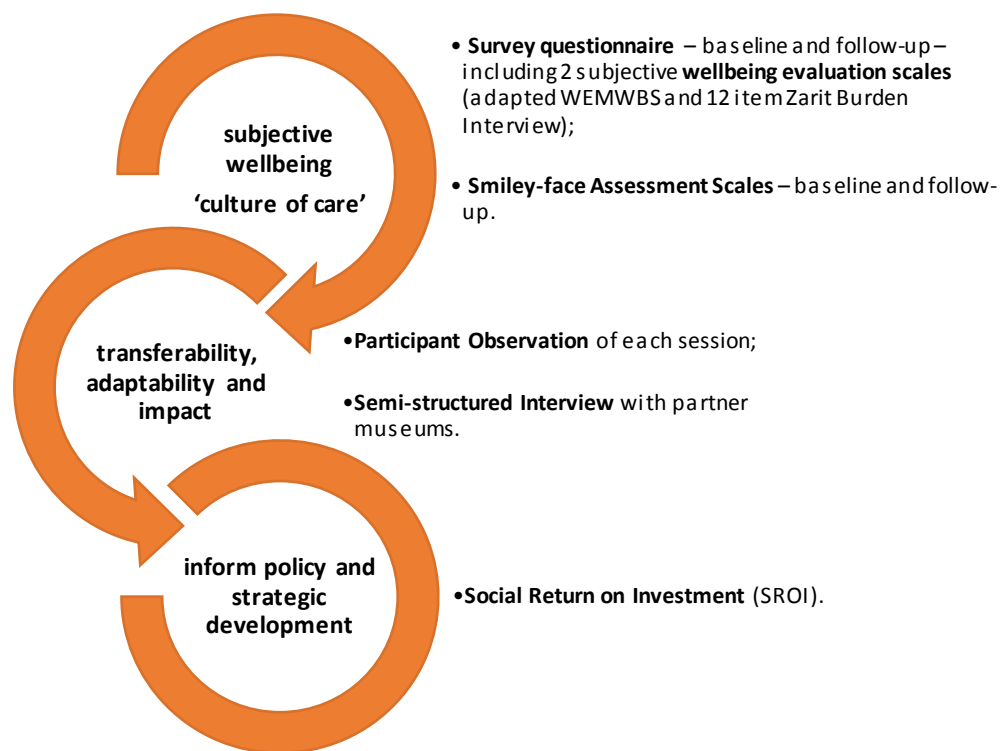 • Survey questionnaire – baseline and follow-up –
including 2 subjective wellbeing evaluation scales
(adapted WEMWBS and 12 item Zarit Burden
Interview);
subjective
wellbeing
‘culture of care’
• Smiley-face Assessment Scales – baseline and follow-
up.
transferability,
adaptability and
impact
•Participant Observation of each session;
•Semi-structured Interview with partner
museums.
inform policy and
strategic
development
•Social Return on Investment (SROI).